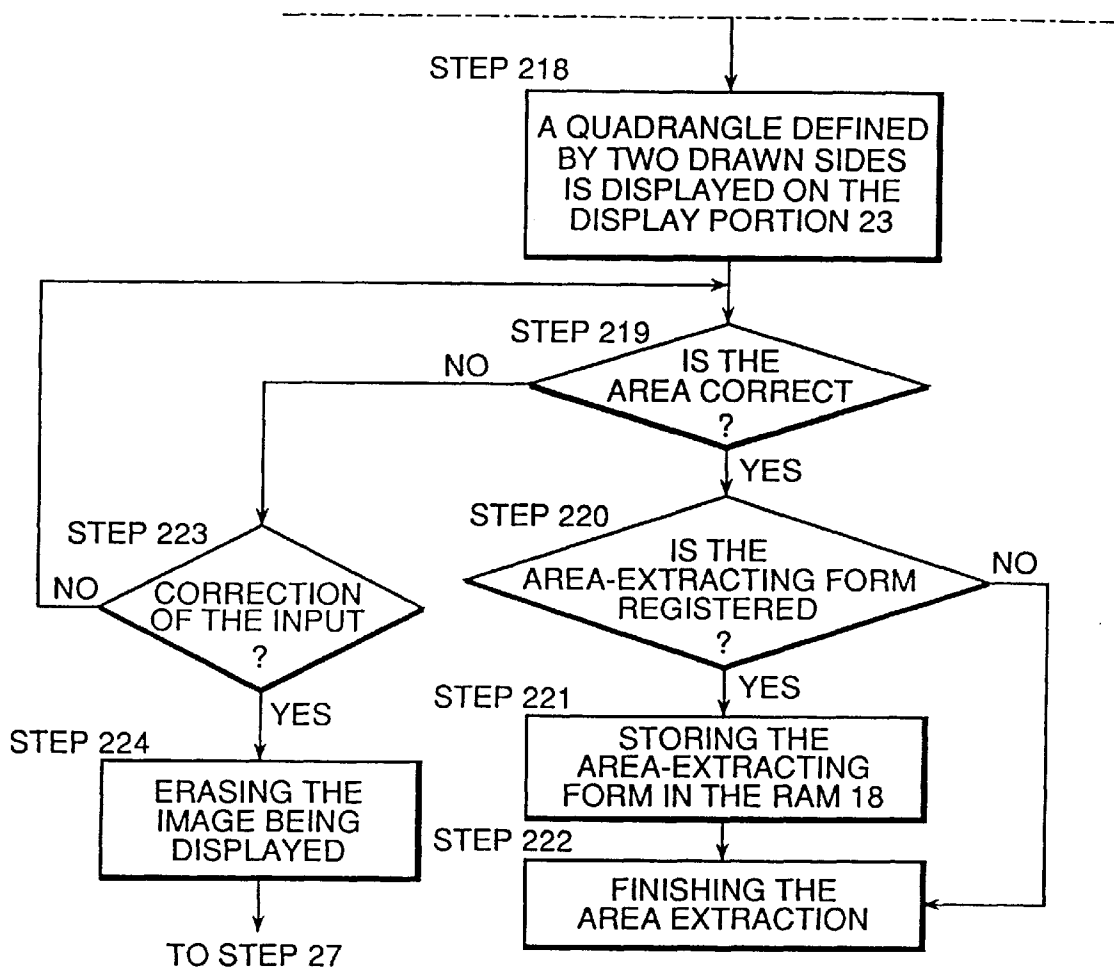 STEP 218
A QUADRANGLE DEFINED
BY TWO DRAWN SIDES
IS DISPLAYED ON THE
DISPLAY PORTION 23
STEP 219
NO
IS THE
AREA CORRECT
?
YES
STEP 220
IS THE
AREA-EXTRACTING FORM
REGISTERED
?
NO
YES
STEP 223
NO
CORRECTION
OF THE INPUT
?
YES
STEP 221
STORING THE
AREA-EXTRACTING
FORM IN THE RAM 18
STEP 224
ERASING THE
IMAGE BEING
DISPLAYED
STEP 222
FINISHING THE
AREA EXTRACTION
TO STEP 27